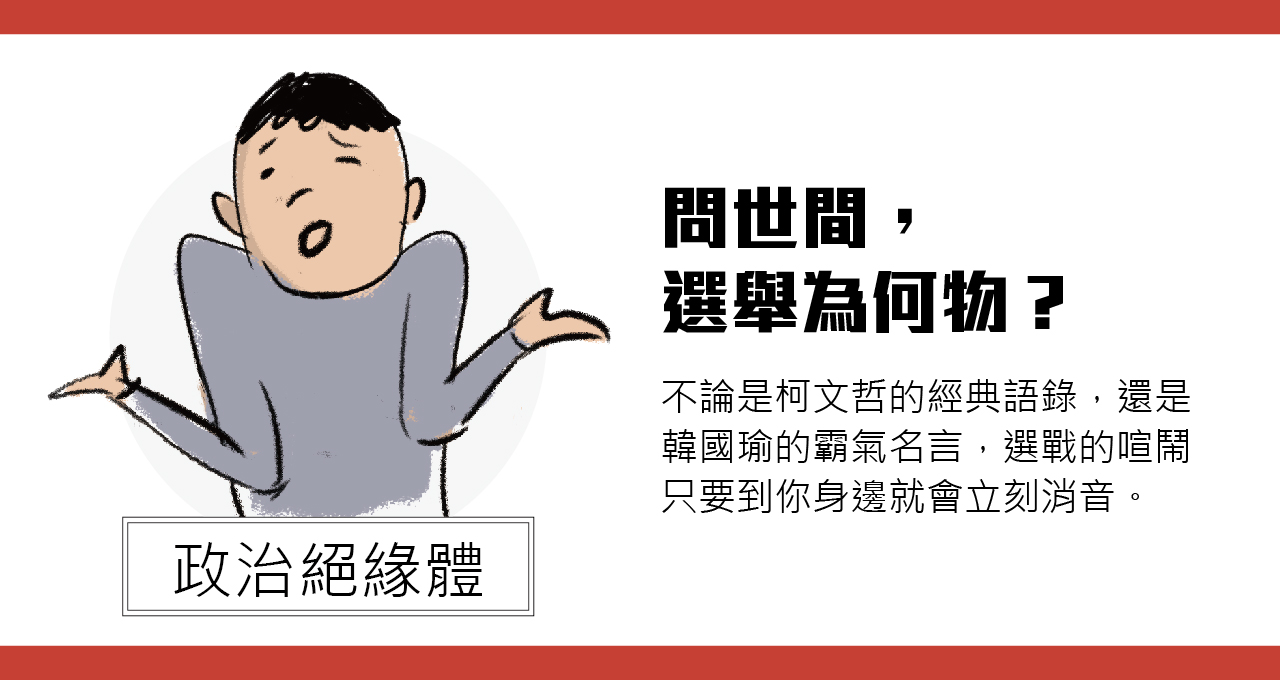 問世間，
選舉為何物？
不論是柯文哲的經典語錄，還是
韓國瑜的霸氣名言，選戰的喧鬧
只要到你身邊就會立刻消音。
政治絕緣體